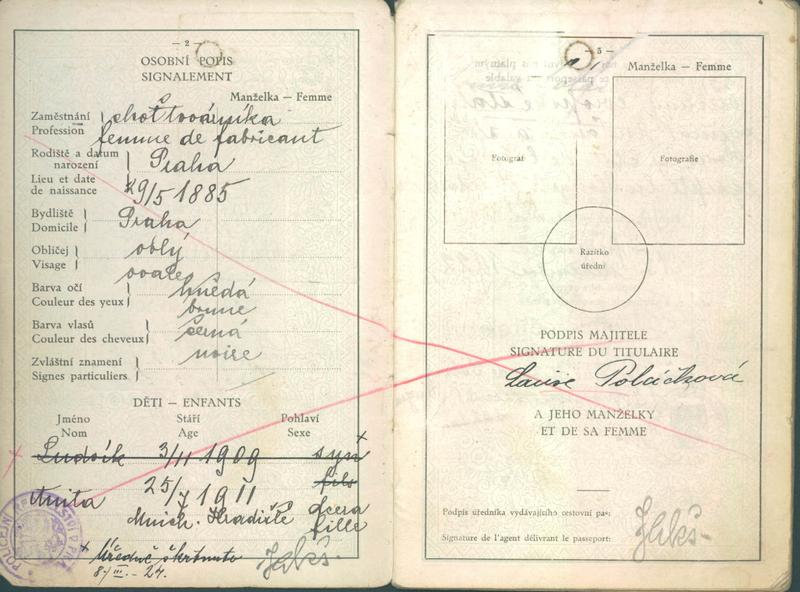 — 2 —
OSOBNÍ POPIS
SIGNALEMENT
Manželka — Femme
Zaměstnání
Profession
choť továrníka
femme de fabricant
Rodiště a datum
narození
Lieu et date
de naissance
Praha
29/5 1885
Bydliště
Domicile
Praha
Obličej
Visage
oblý
ovale
Barva očí
Couleur des yeux
hnědá
brune
Barva vlasů
Couleur des cheveux
černá
noire
Zvláštní znamení
Signes particuliers
DĚTI — ENFANTS
Jméno Stáří Pohlaví
Nom Age Sexe
Ludvík 3/11 1909 syn
fils
Anita 25/7 1911 dcera
Mnich. Hradiště fille
Úředně škrtnuto
8./III.-24.
— 3 —
Manželka — Femme
Fotograf
Fotografie
Razítko
úřední
PODPIS MAJITELE
SIGNATURE DU TITULAIRE
Louise Poláčková
A JEHO MANŽELKY
ET DE SA FEMME
Podpis úředníka vydávajícího cestovní pas:
Signature de l'agent délivrant le passeport: